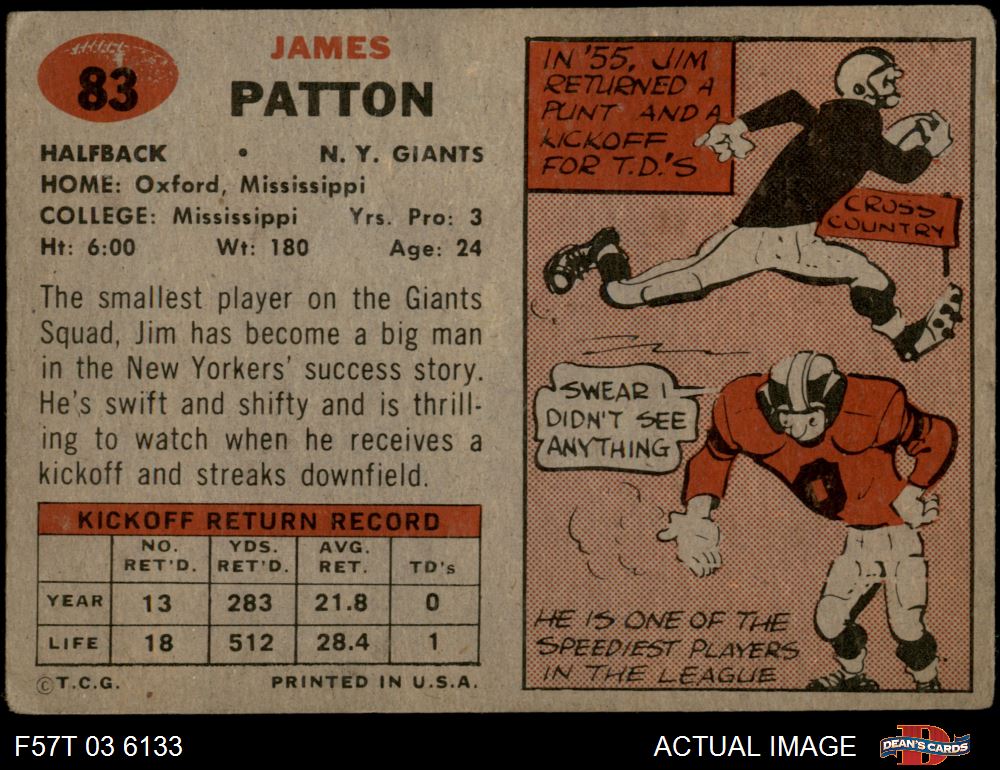 83
JAMES
PATTON
HALFBACK • N. Y. GIANTS
HOME: Oxford, Mississippi
COLLEGE: Mississippi Yrs. Pro: 3
Ht: 6:00 Wt: 180 Age: 24
The smallest player on the Giants
Squad, Jim has become a big man
in the New Yorkers' success story.
He's swift and shifty and is thrill-
ing to watch when he receives a
kickoff and streaks downfield.
KICKOFF RETURN RECORD
NO. YDS. AVG.
RET'D. RET'D. RET. TD's
YEAR 13 283 21.8 0
LIFE 18 512 28.4 1
©T.C.G. PRINTED IN U.S.A.
IN '55, JIM
RETURNED A
PUNT AND A
KICKOFF
FOR T.D.'S
CROSS
COUNTRY
SWEAR I
DIDN'T SEE
ANYTHING
HE IS ONE OF THE
SPEEDIEST PLAYERS
IN THE LEAGUE
F57T 03 6133 ACTUAL IMAGE
D
DEAN'S CARDS